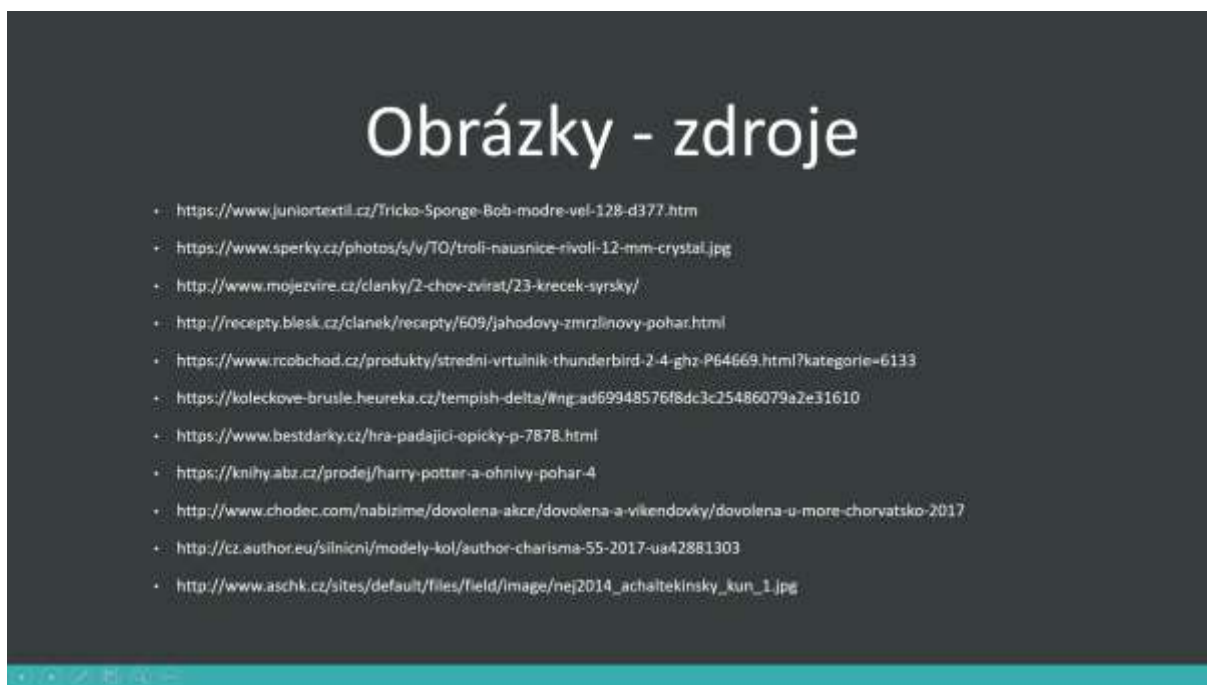 Obrázky - zdroje
• https://www.juniortextil.cz/Tricko-Sponge-Bob-modre-vel-128-d377.htm
• https://www.sperky.cz/photos/s/v/TO/troli-nausnice-rivoli-12-mm-crystal.jpg
• http://www.mojezvire.cz/clanky/2-chov-zvirat/23-krecek-syrsky/
• http://recepty.blesk.cz/clanek/recepty/609/jahodovy-zmrzlinovy-pohar.html
• https://www.rcobchod.cz/produkty/stredni-vrtulnik-thunderbird-2-4-ghz-P64669.html?kategorie=6133
• https://koleckove-brusle.heureka.cz/tempish-delta/#ng;ad69948576f8dc3c25486079a2e31610
• https://www.bestdarky.cz/hra-padajici-opicky-p-7878.html
• https://knihy.abz.cz/prodej/harry-potter-a-ohnivy-pohar-4
• http://www.chodec.com/nabizime/dovolena-akce/dovolena-a-vikendovky/dovolena-u-more-chorvatsko-2017
• http://cz.author.eu/silnicni/modely-kol/author-charisma-55-2017-ua42881303
• http://www.aschk.cz/sites/default/files/field/image/nej2014_achaltekinsky_kun_1.jpg